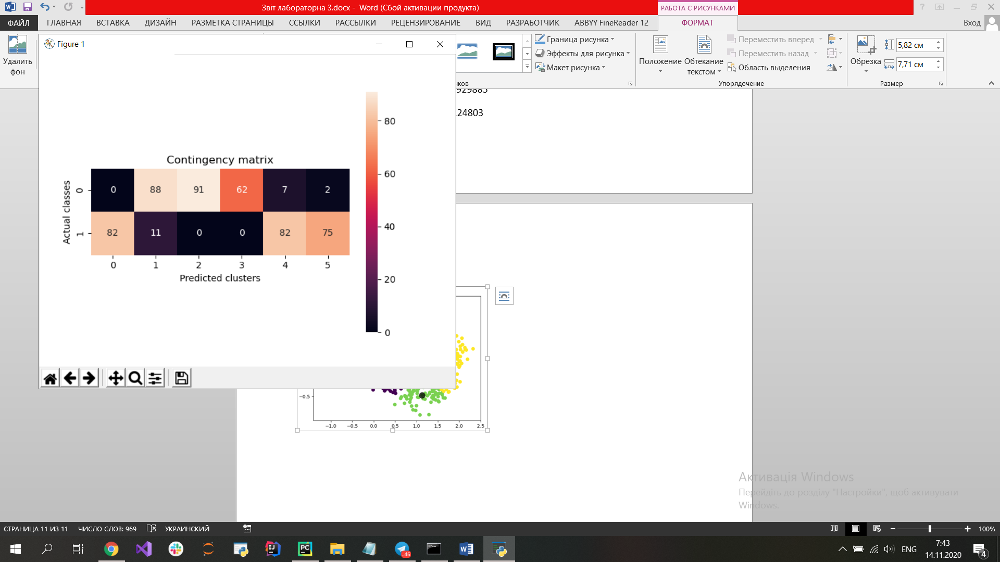 Звіт лабораторна 3.docx - Word (Сбой активации продукта)
РАБОТА С РИСУНКАМИ
ФАЙЛ ГЛАВНАЯ ВСТАВКА ДИЗАЙН РАЗМЕТКА СТРАНИЦЫ ССЫЛКИ РАССЫЛКИ РЕЦЕНЗИРОВАНИЕ ВИД РАЗРАБОТЧИК ABBYY FineReader 12 ФОРМАТ Вход
Удалить
фон
Граница рисунка
Эффекты для рисунка
Макет рисунка
нков
Положение
Обтекание
текстом
Переместить вперед
Переместить назад
Область выделения
Упорядочение
Обрезка
5,82 см
7,71 см
Размер
Figure 1
Contingency matrix
Actual classes
0
1
0 88 91 62 7 2
82 11 0 0 82 75
0 1 2 3 4 5
Predicted clusters
80
60
40
20
0
929885
24803
−0.5
−1.0 −0.5 0.0 0.5 1.0 1.5 2.0 2.5
Активація Windows
Перейдіть до розділу "Настройки", щоб активувати
Windows.
СТРАНИЦА 11 ИЗ 11 ЧИСЛО СЛОВ: 969 УКРАИНСКИЙ 100%
PC
..46
ENG
7:43
14.11.2020
4